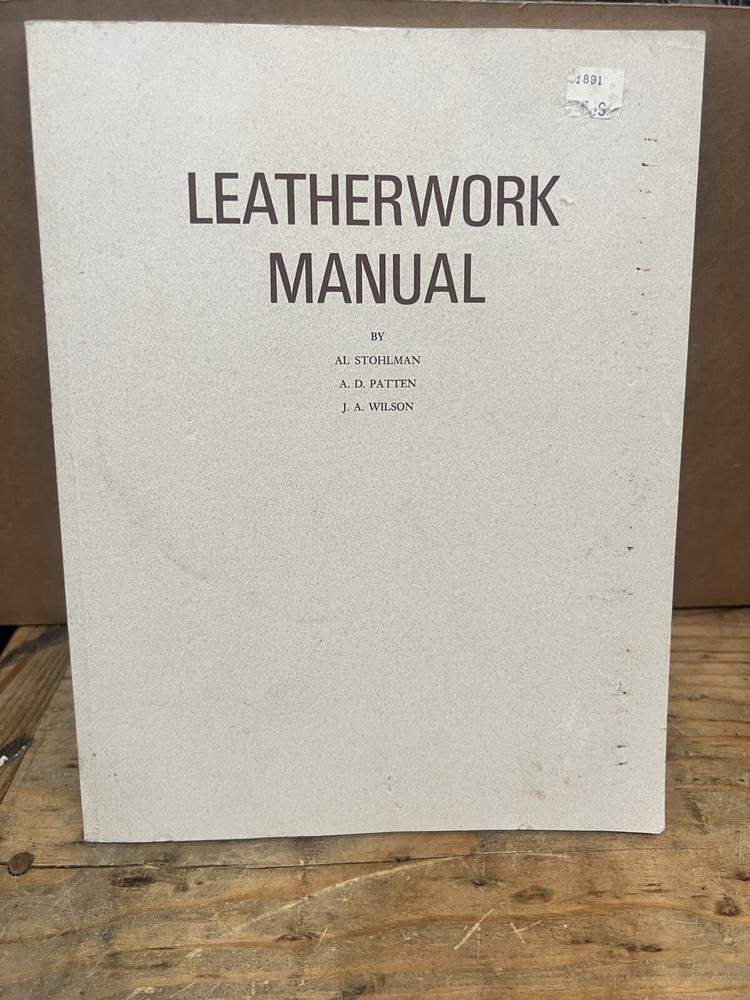 1891
LEATHERWORK
MANUAL
BY
AL STOHLMAN
A. D. PATTEN
J. A. WILSON